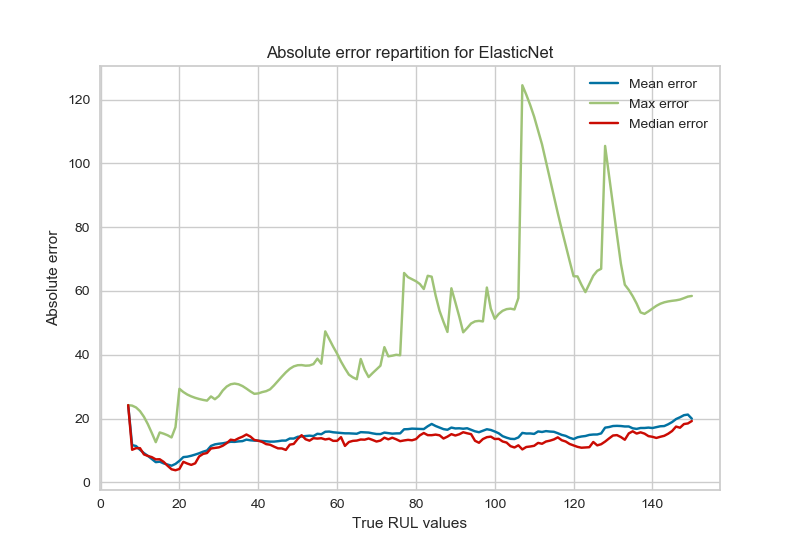 Absolute error repartition for ElasticNet
Mean error
Max error
Median error
Absolute error
120
100
80
60
40
20
0
0 20 40 60 80 100 120 140
True RUL values